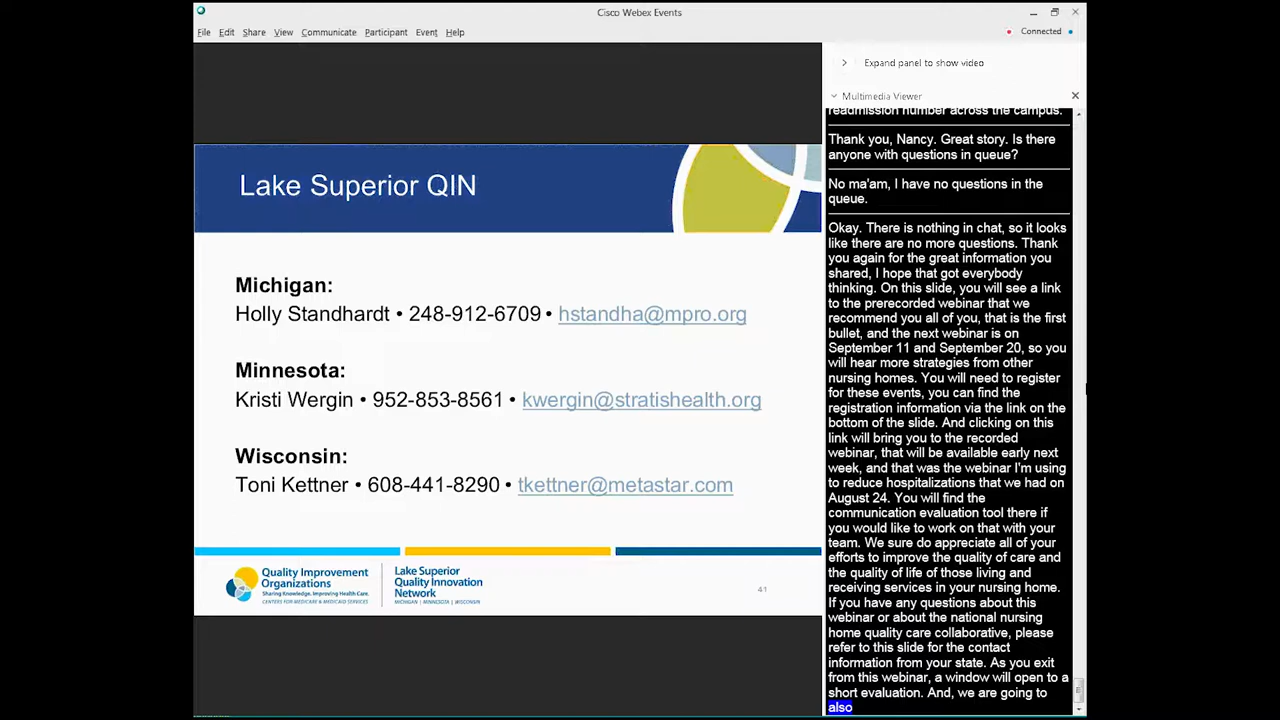 Cisco Webex Events
File Edit Share View Communicate Participant Event Help
Connected
Expand panel to show video
Multimedia Viewer
Lake Superior QIN
Michigan:
Holly Standhardt • 248-912-6709 • hstandha@mpro.org
Minnesota:
Kristi Wergin • 952-853-8561 • kwergin@stratishealth.org
Wisconsin:
Toni Kettner • 608-441-8290 • tkettner@metastar.com
Quality Improvement
Organizations
Sharing Knowledge. Improving Health Care.
CENTERS FOR MEDICARE & MEDICAID SERVICES
Lake Superior
Quality Innovation
Network
MICHIGAN | MINNESOTA | WISCONSIN
41
readmission number across the campus.
Thank you, Nancy. Great story. Is there
anyone with questions in queue?
No ma'am, I have no questions in the
queue.
Okay. There is nothing in chat, so it looks
like there are no more questions. Thank
you again for the great information you
shared, I hope that got everybody
thinking. On this slide, you will see a link
to the prerecorded webinar that we
recommend you all of you, that is the first
bullet, and the next webinar is on
September 11 and September 20, so you
will hear more strategies from other
nursing homes. You will need to register
for these events, you can find the
registration information via the link on the
bottom of the slide. And clicking on this
link will bring you to the recorded
webinar, that will be available early next
week, and that was the webinar I'm using
to reduce hospitalizations that we had on
August 24. You will find the
communication evaluation tool there if
you would like to work on that with your
team. We sure do appreciate all of your
efforts to improve the quality of care and
the quality of life of those living and
receiving services in your nursing home.
If you have any questions about this
webinar or about the national nursing
home quality care collaborative, please
refer to this slide for the contact
information from your state. As you exit
from this webinar, a window will open to a
short evaluation. And, we are going to
also